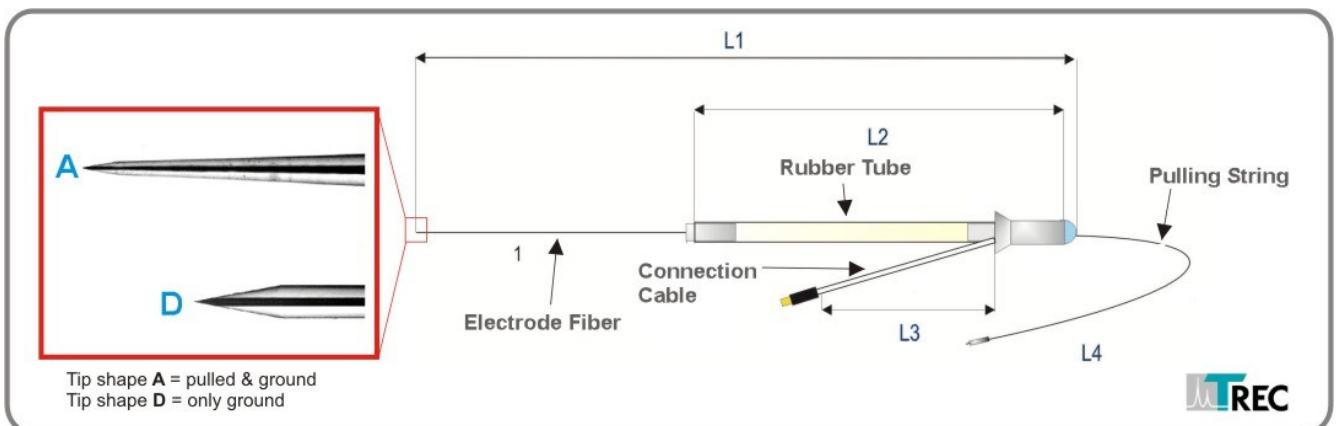 L1
L2
Rubber Tube
Pulling String
A
1
Connection
Cable
D
Electrode Fiber
L3
L4
Tip shape A = pulled & ground
Tip shape D = only ground
TREC